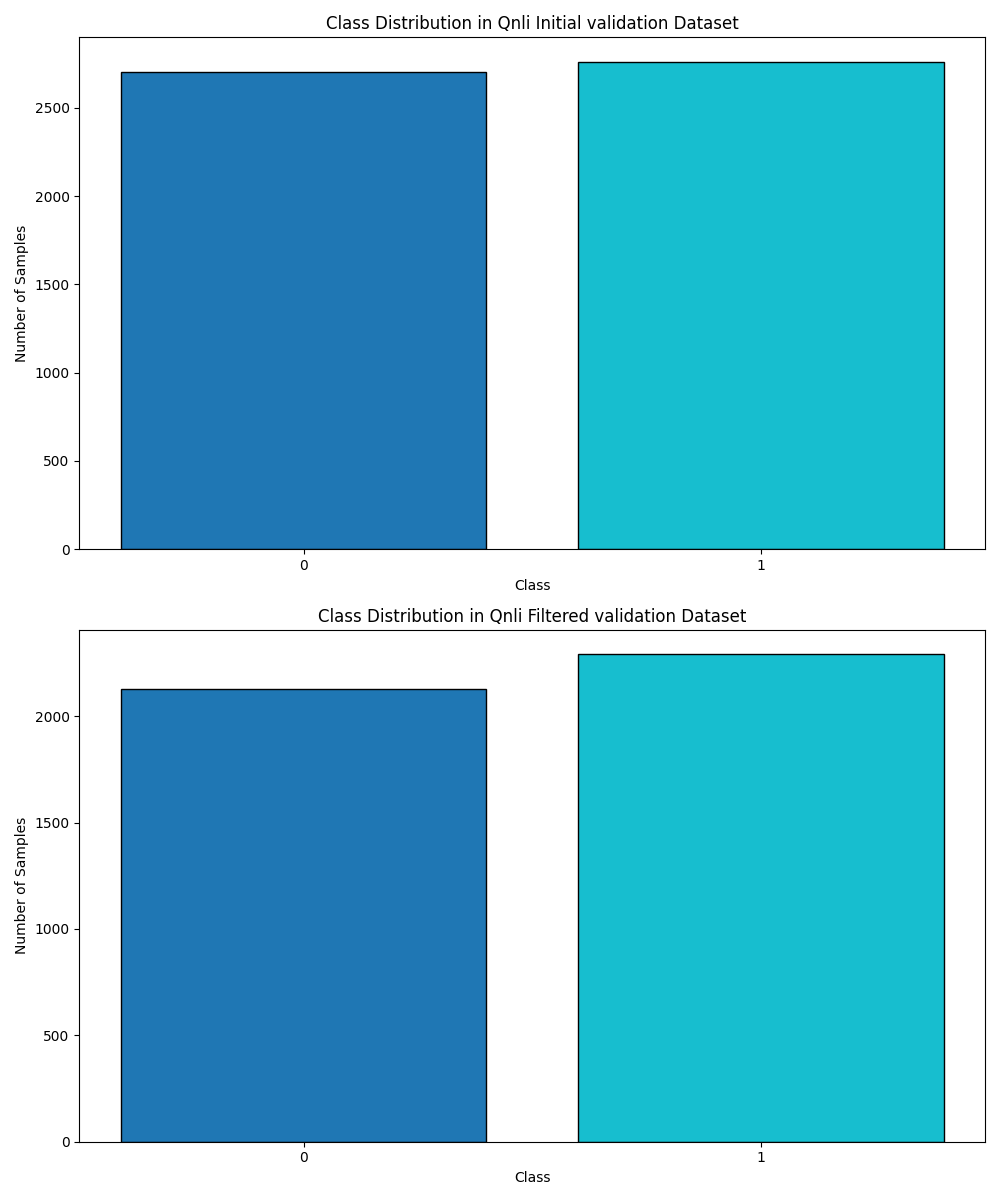 Class Distribution in Qnli Initial validation Dataset
2500
2000
1500
1000
500
0
Number of Samples
0 1
Class
Class Distribution in Qnli Filtered validation Dataset
2000
1500
1000
500
0
Number of Samples
0 1
Class